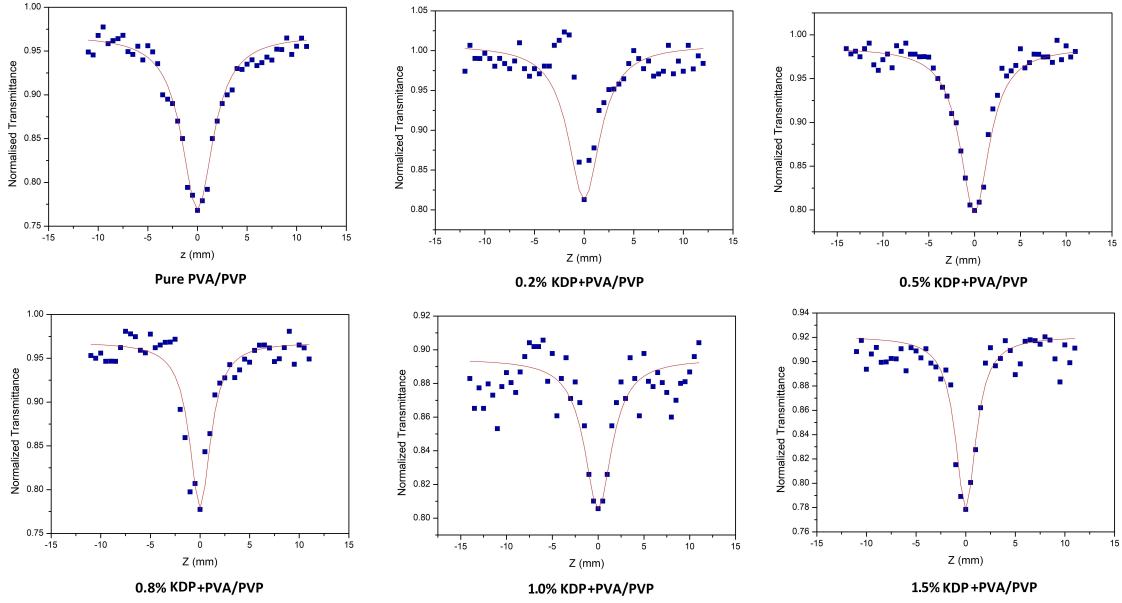 1.00
0.95
0.90
0.85
0.80
0.75
Normalised Transmittance
-15 -10 -5 0 5 10 15
z (mm)
Pure PVA/PVP
1.05
1.00
0.95
0.90
0.85
0.80
Normalized Transmittance
-15 -10 -5 0 5 10 15
Z (mm)
0.2% KDP+PVA/PVP
1.00
0.95
0.90
0.85
0.80
Normalized Transmittance
-15 -10 -5 0 5 10 15
Z (mm)
0.5% KDP+PVA/PVP
1.00
0.95
0.90
0.85
0.80
0.75
Normalized Transmittance
-15 -10 -5 0 5 10 15
Z (mm)
0.8% KDP+PVA/PVP
0.92
0.90
0.88
0.86
0.84
0.82
0.80
Normalized Transmittance
-15 -10 -5 0 5 10 15
Z (mm)
1.0% KDP+PVA/PVP
0.94
0.92
0.90
0.88
0.86
0.84
0.82
0.80
0.78
0.76
Normalized Transmittance
-15 -10 -5 0 5 10 15
Z (mm)
1.5% KDP+PVA/PVP